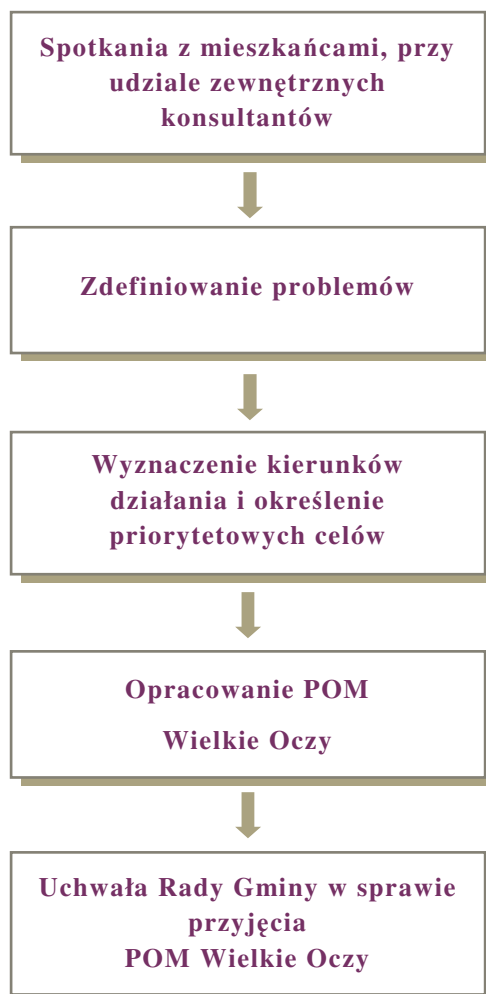 Spotkania z mieszkańcami, przy
udziale zewnętrznych
konsultantów
Zdefiniowanie problemów
Wyznaczenie kierunków
działania i określenie
priorytetowych celów
Opracowanie POM
Wielkie Oczy
Uchwała Rady Gminy w sprawie
przyjęcia
POM Wielkie Oczy